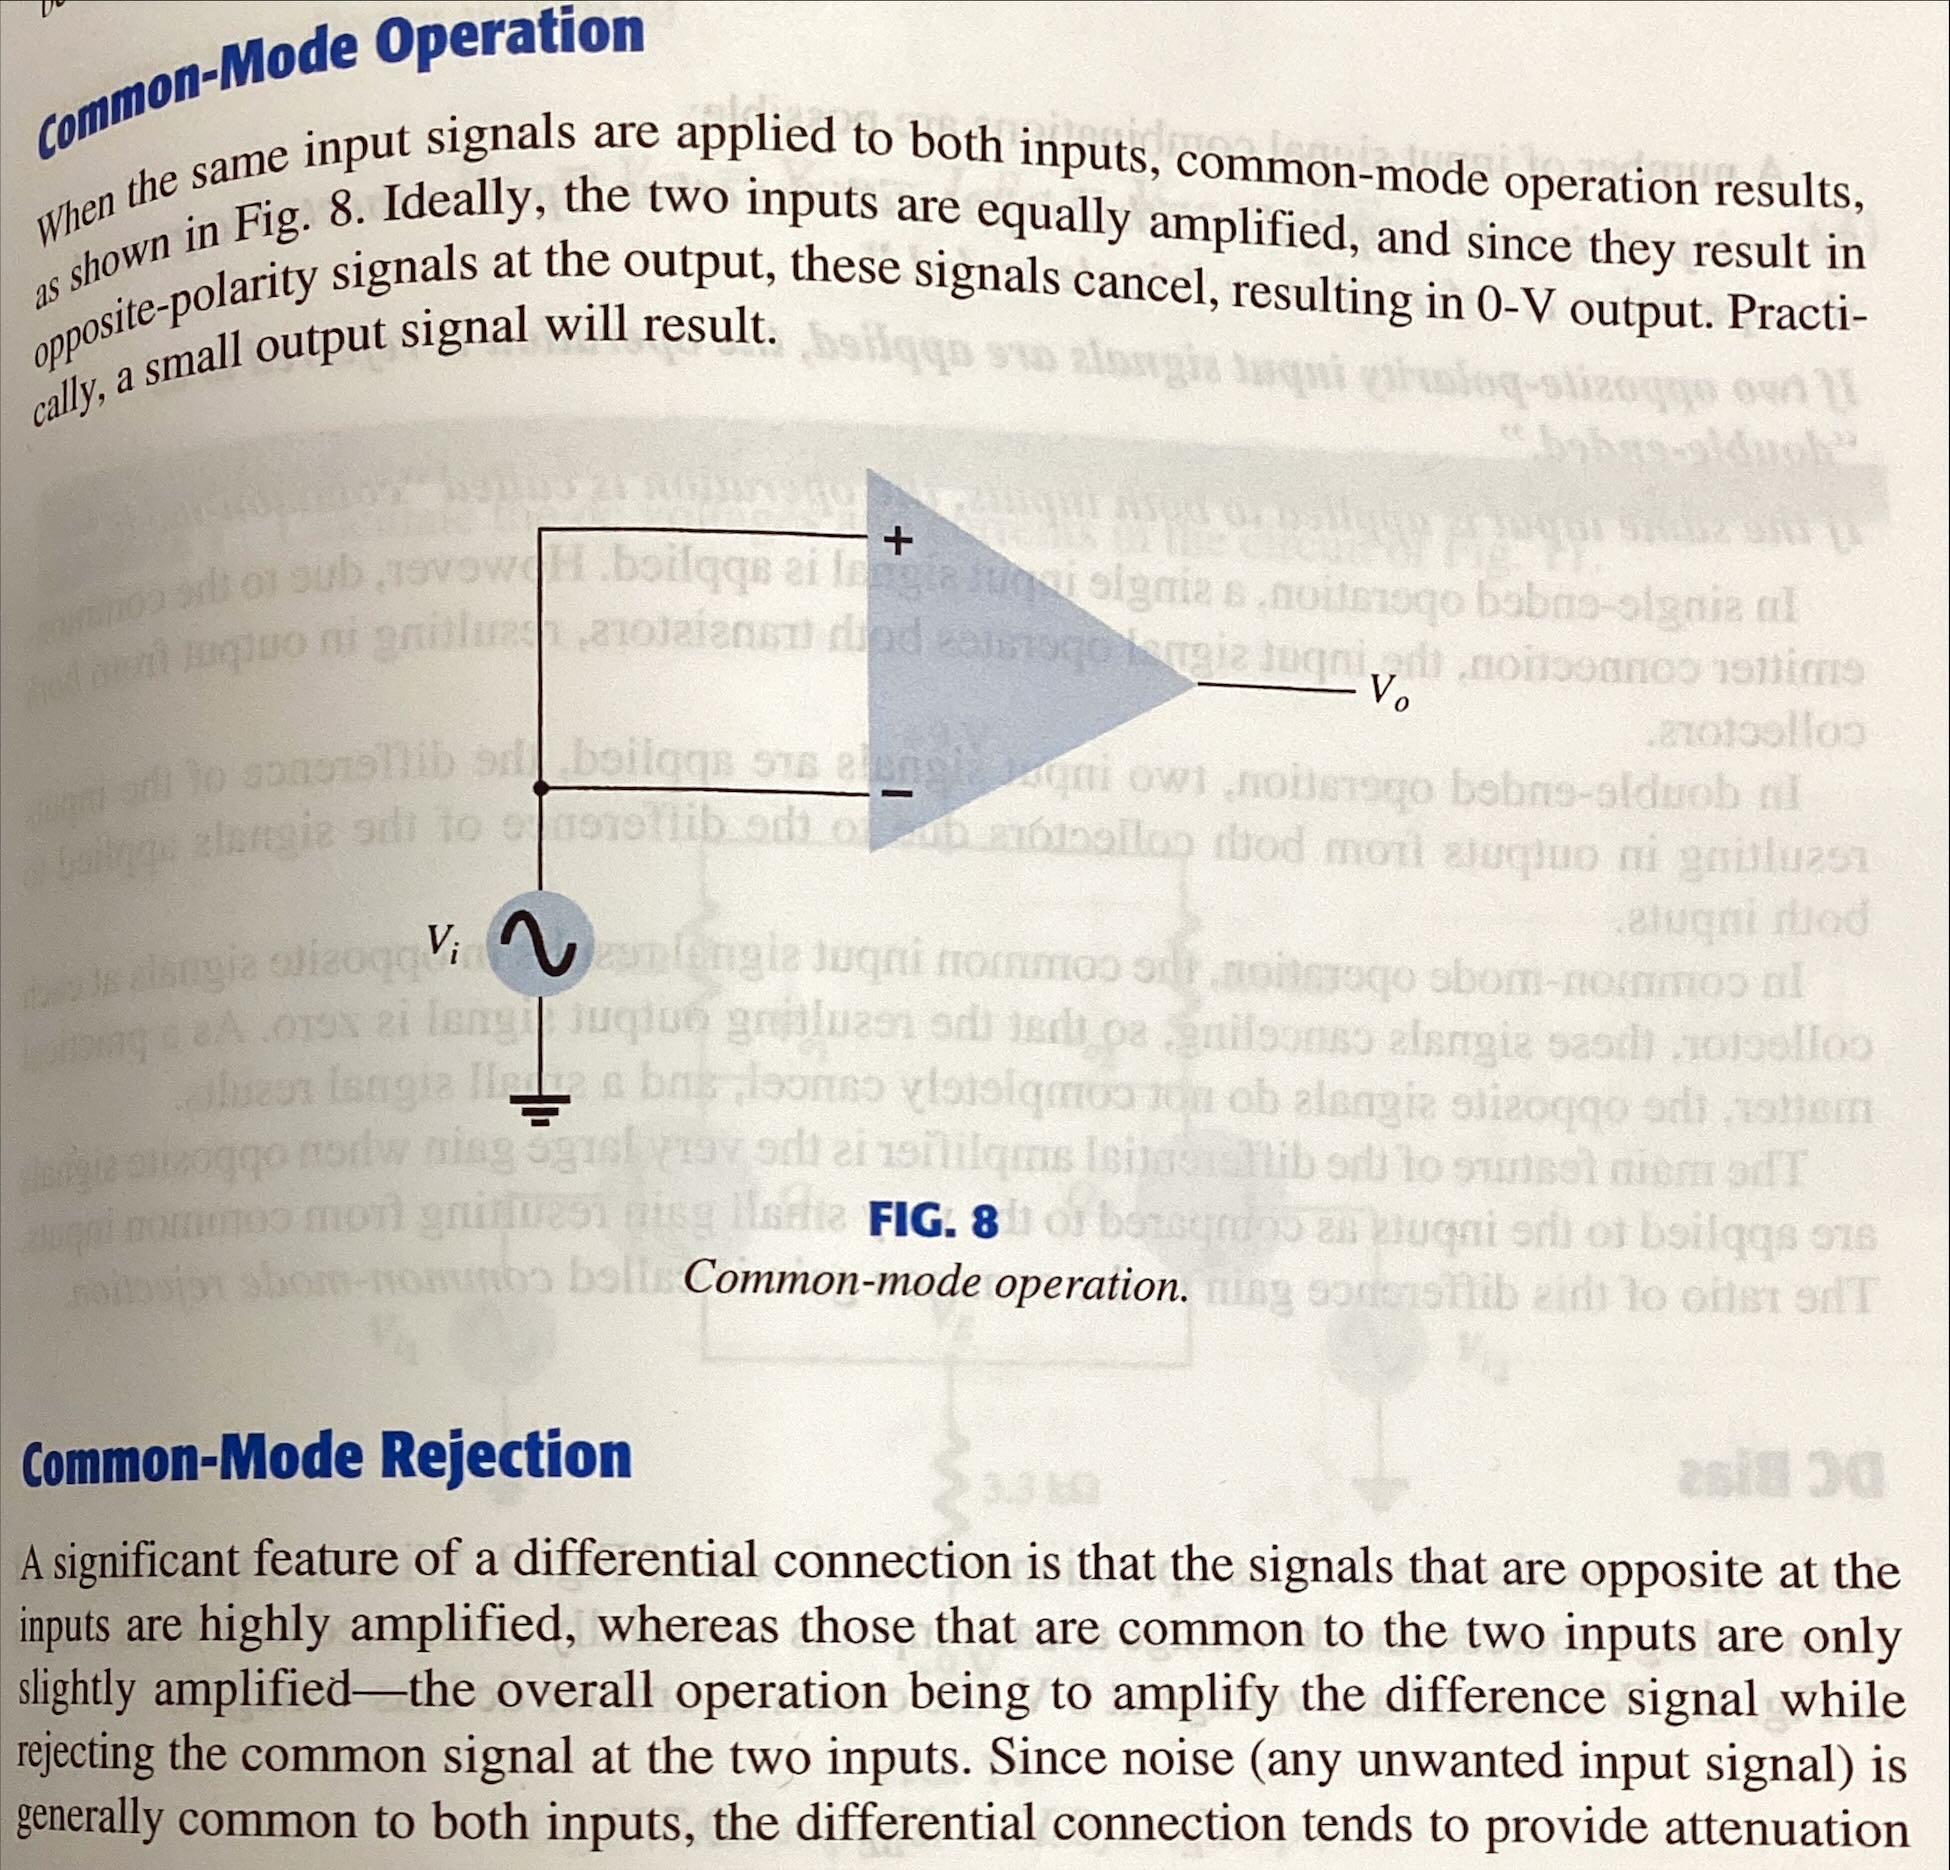 Common-Mode Operation
When the same input signals are applied to both inputs, common-mode operation results,
as shown in Fig. 8. Ideally, the two inputs are equally amplified, and since they result in
opposite-polarity signals at the output, these signals cancel, resulting in 0-V output. Practi-
cally, a small output signal will result.
+
Vo
−
Vi
FIG. 8
Common-mode operation.
Common-Mode Rejection
A significant feature of a differential connection is that the signals that are opposite at the
inputs are highly amplified, whereas those that are common to the two inputs are only
slightly amplified—the overall operation being to amplify the difference signal while
rejecting the common signal at the two inputs. Since noise (any unwanted input signal) is
generally common to both inputs, the differential connection tends to provide attenuation